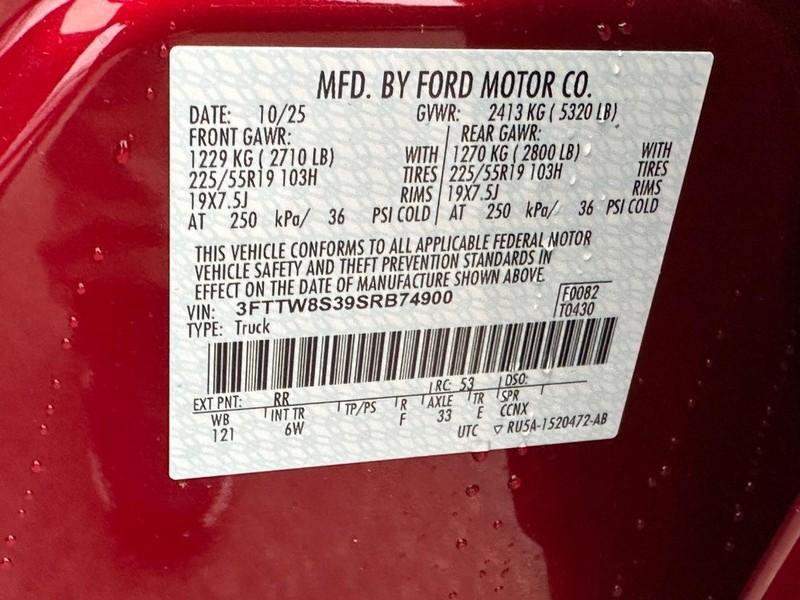 MFD. BY FORD MOTOR CO.
DATE: 10/25 GVWR: 2413 KG ( 5320 LB)
FRONT GAWR: REAR GAWR:
1229 KG ( 2710 LB) WITH 1270 KG ( 2800 LB) WITH
225/55R19 103H TIRES 225/55R19 103H TIRES
19X7.5J RIMS 19X7.5J RIMS
AT 250 kPa/ 36 PSI COLD AT 250 kPa/ 36 PSI COLD
THIS VEHICLE CONFORMS TO ALL APPLICABLE FEDERAL MOTOR
VEHICLE SAFETY AND THEFT PREVENTION STANDARDS IN
EFFECT ON THE DATE OF MANUFACTURE SHOWN ABOVE.
VIN: 3FTTW8S39SRB74900 F0082
TYPE: Truck T0430
EXT PNT: RR RC: 53 DSO:
WB INT TR TP/PS R AXLE TR SPR
121 6W F 33 E CCNX
UTC ▽ RU5A-1520472-AB